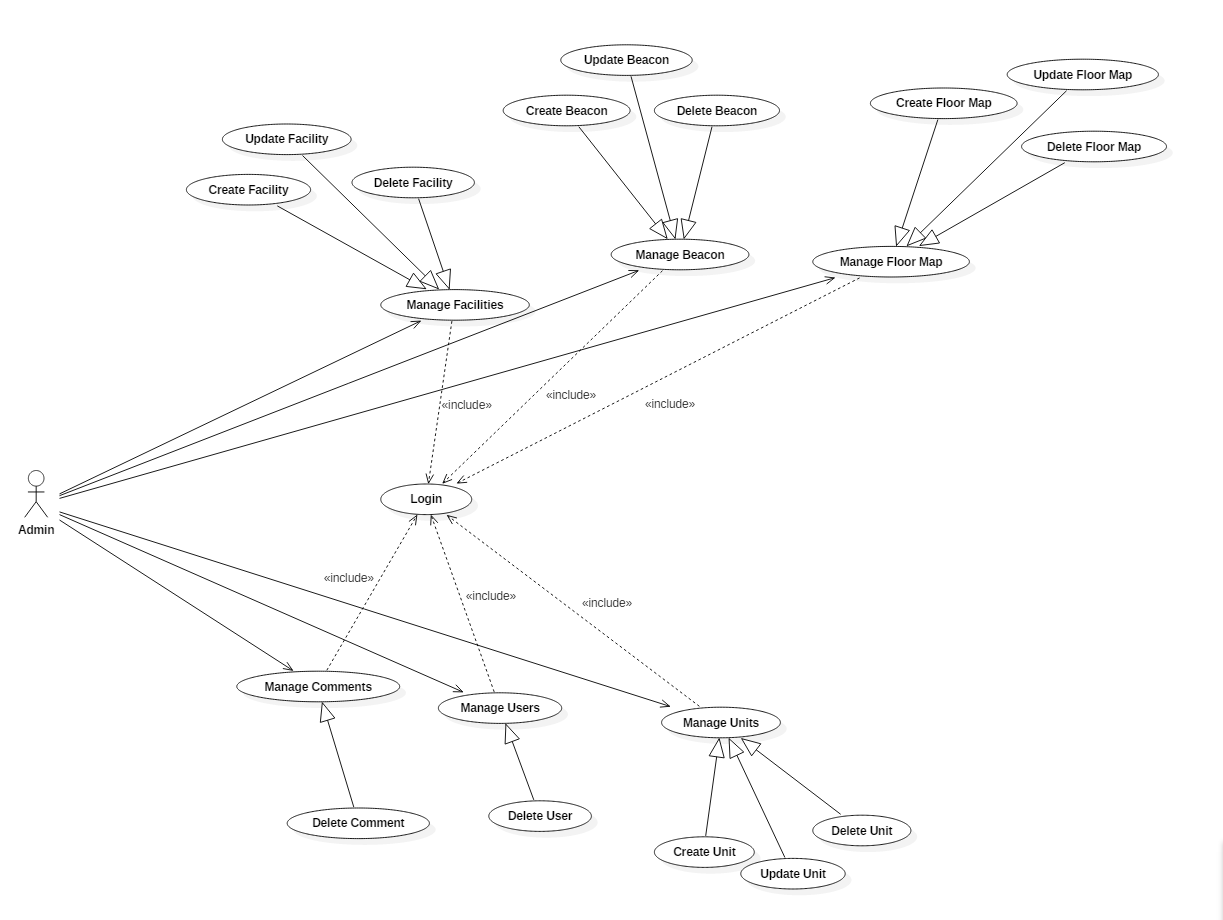 Update Beacon
Update Floor Map
Create Floor Map
Create Beacon
Delete Beacon
Update Facility
Delete Floor Map
Delete Facility
Create Facility
Manage Beacon
Manage Floor Map
Manage Facilities
«include»
«include»
«include»
Login
Admin
«include»
«include»
«include»
Manage Comments
Manage Users
Manage Units
Delete User
Delete Comment
Delete Unit
Create Unit
Update Unit